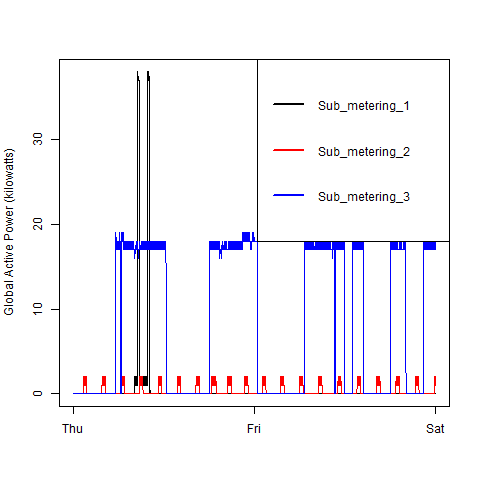 Global Active Power (kilowatts)
30
20
10
0
Sub_metering_1
Sub_metering_2
Sub_metering_3
Thu
Fri
Sat